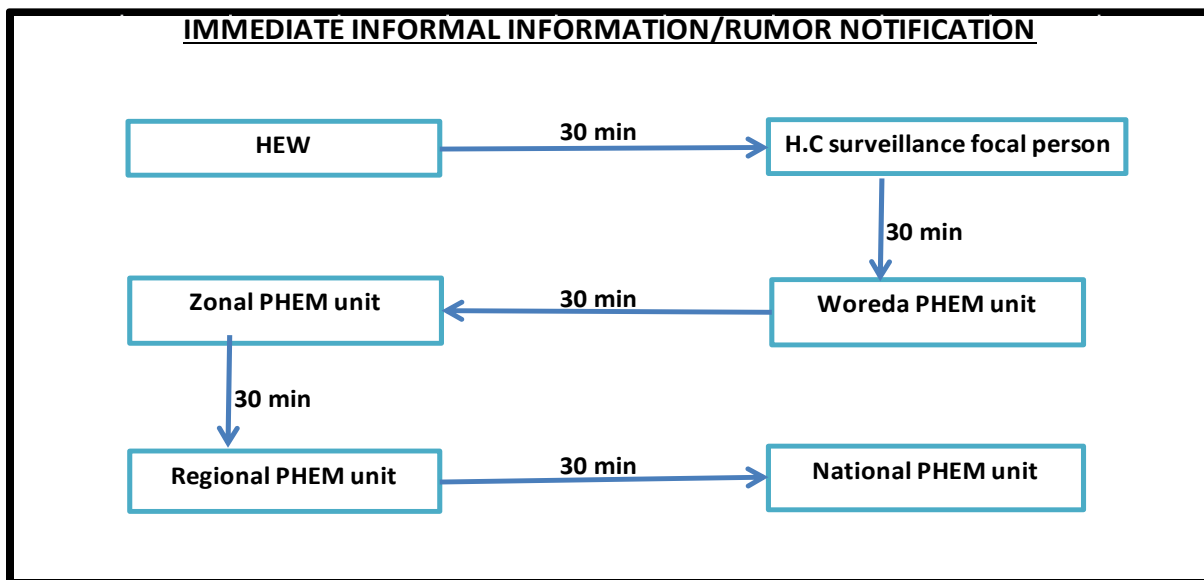 IMMEDIATE INFORMAL INFORMATION/RUMOR NOTIFICATION
HEW
30 min
H.C surveillance focal person
30 min
Zonal PHEM unit
30 min
Woreda PHEM unit
30 min
Regional PHEM unit
30 min
National PHEM unit